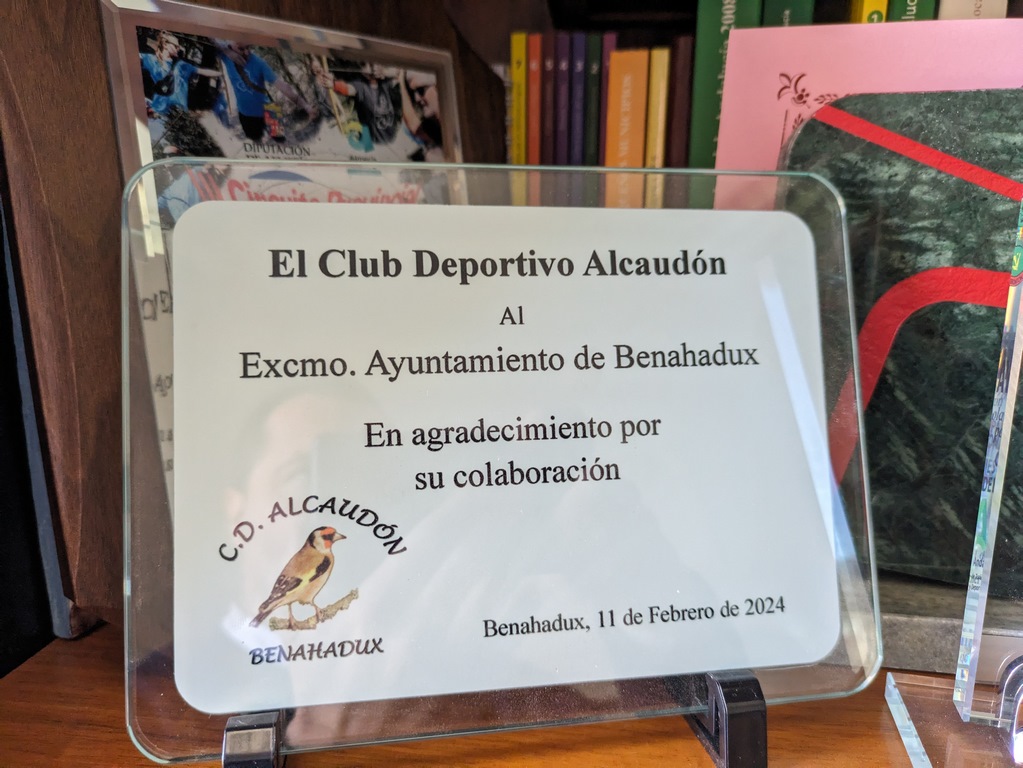 DIPUTACIÓN
El Club Deportivo Alcaudón
Al
Excmo. Ayuntamiento de Benahadux
En agradecimiento por
su colaboración
C.D. ALCAUDÓN
BENAHADUX
Benahadux, 11 de Febrero de 2024